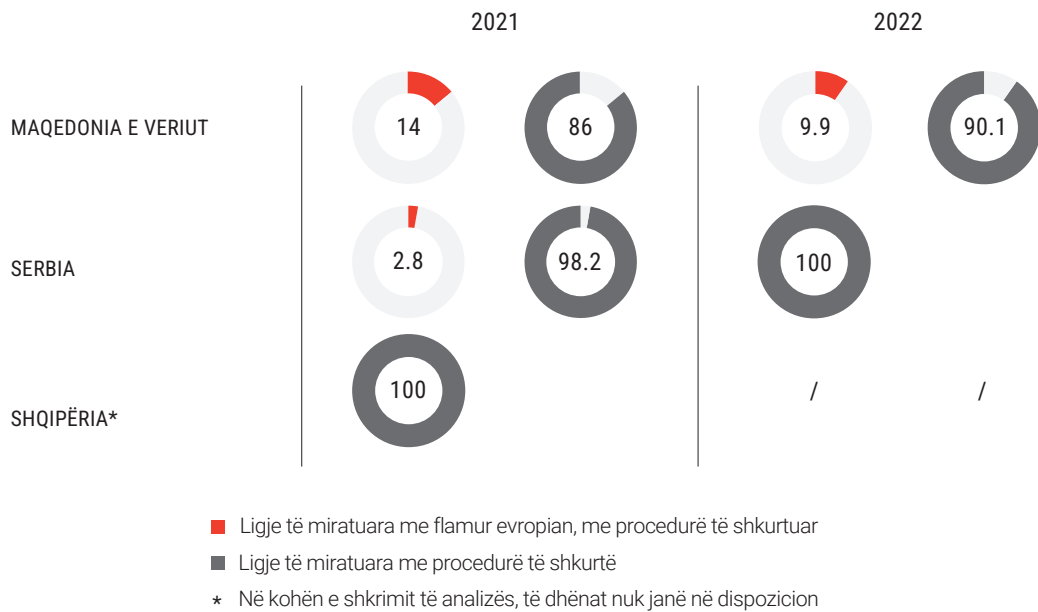 2021 2022
MAQEDONIA E VERIUT 14 86 9.9 90.1
SERBIA 2.8 98.2 100
SHQIPËRIA* 100 / /
Ligje të miratuara me flamur evropian, me procedurë të shkurtuar
Ligje të miratuara me procedurë të shkurtë
* Në kohën e shkrimit të analizës, të dhënat nuk janë në dispozicion